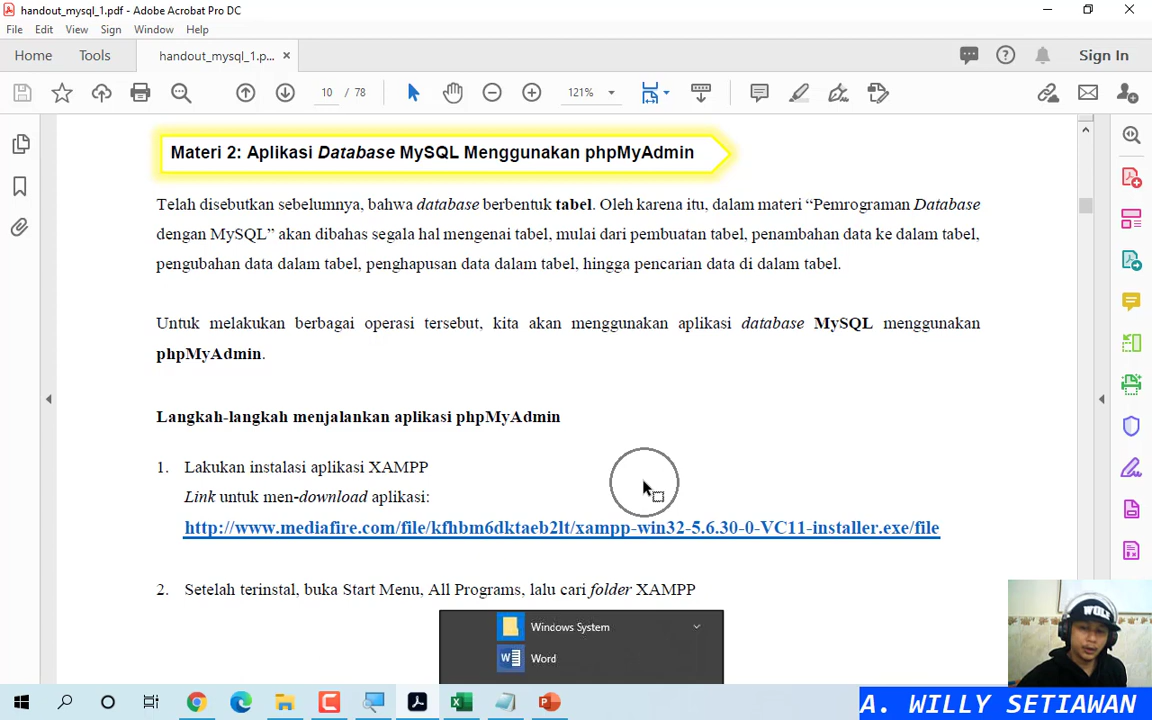 handout_mysql_1.pdf - Adobe Acrobat Pro DC
File Edit View Sign Window Help
Home Tools handout_mysql_1.p... Sign In
10 / 78 121%
Materi 2: Aplikasi Database MySQL Menggunakan phpMyAdmin
Telah disebutkan sebelumnya, bahwa database berbentuk tabel. Oleh karena itu, dalam materi “Pemrograman Database
dengan MySQL” akan dibahas segala hal mengenai tabel, mulai dari pembuatan tabel, penambahan data ke dalam tabel,
pengubahan data dalam tabel, penghapusan data dalam tabel, hingga pencarian data di dalam tabel.
Untuk melakukan berbagai operasi tersebut, kita akan menggunakan aplikasi database MySQL menggunakan
phpMyAdmin.
Langkah-langkah menjalankan aplikasi phpMyAdmin
1. Lakukan instalasi aplikasi XAMPP
Link untuk men-download aplikasi:
http://www.mediafire.com/file/kfhbm6dktaeb2lt/xampp-win32-5.6.30-0-VC11-installer.exe/file
2. Setelah terinstal, buka Start Menu, All Programs, lalu cari folder XAMPP
Windows System
Word
A. WILLY SETIAWAN